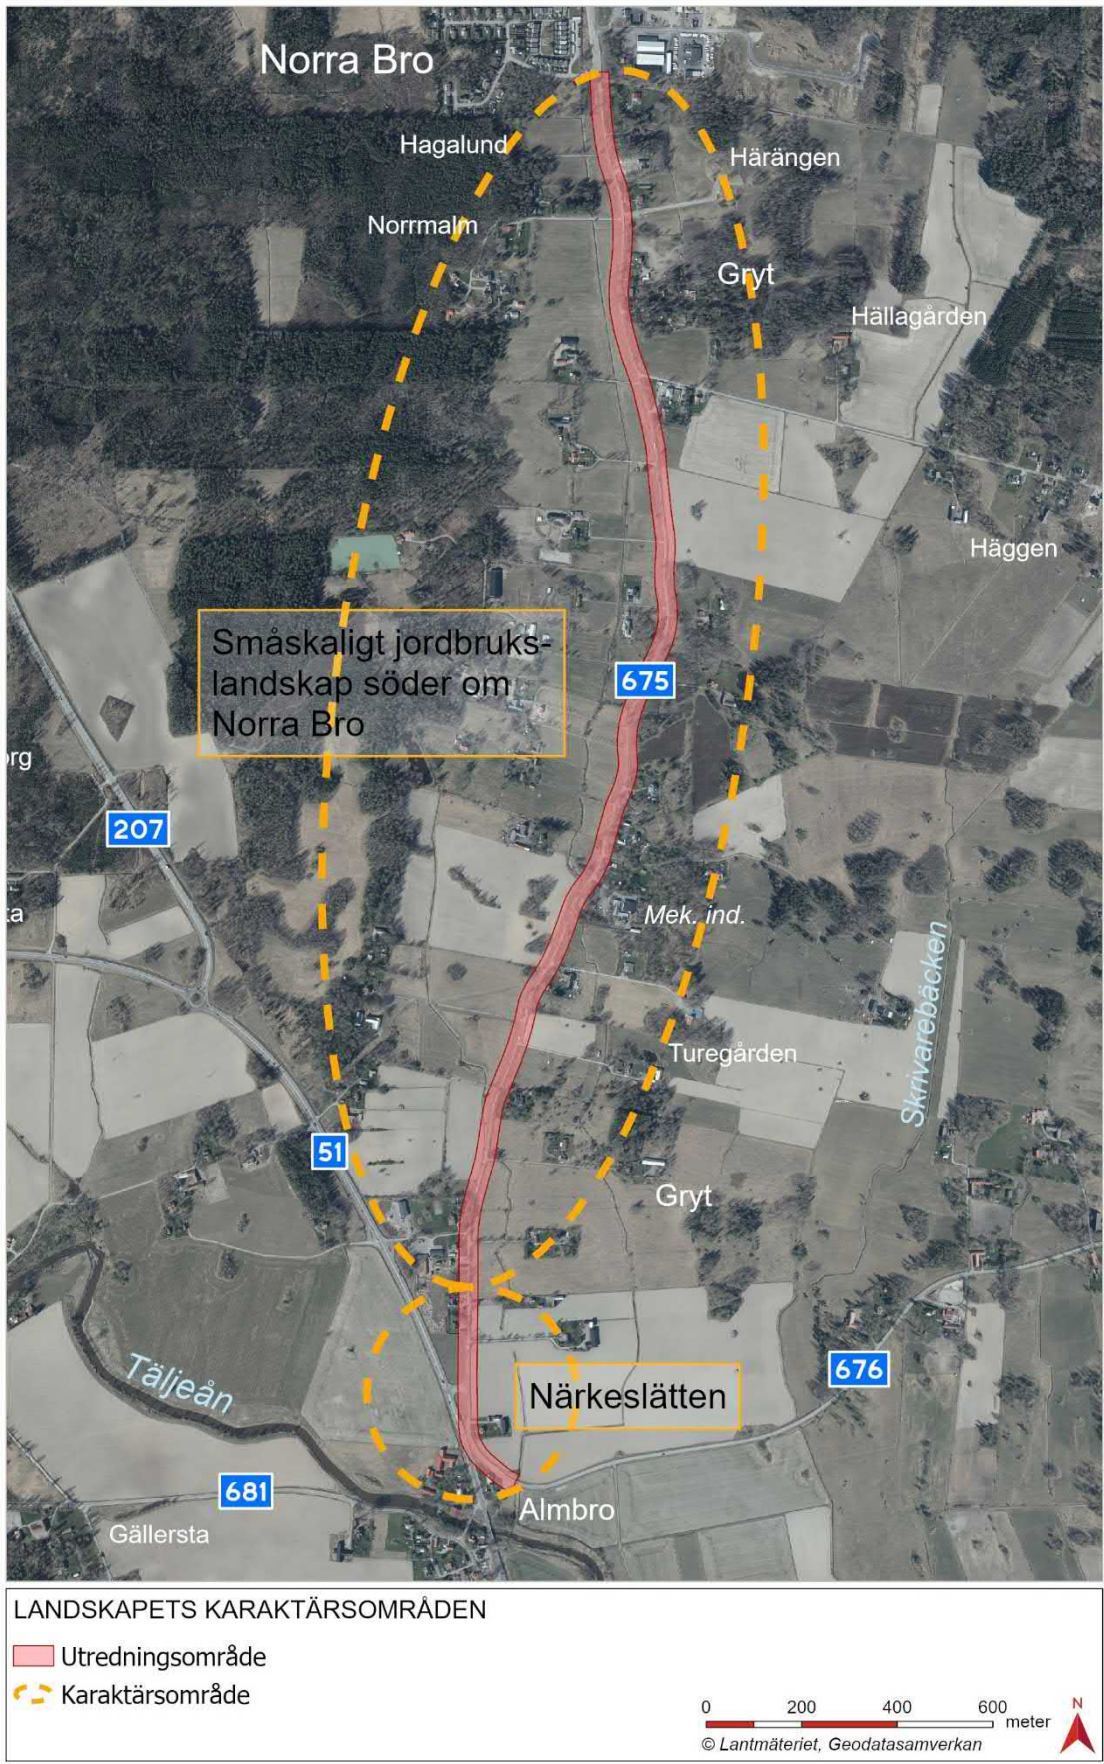 Norra Bro
Hagalund
Härängen
Norrmalm
Gryt
Hällagården
Häggen
Småskaligt jordbruks-
landskap söder om
Norra Bro
675
org
207
ka
Mek. ind.
Skrivarebäcken
Turegården
51
Gryt
Täljeån
676
Närkeslätten
681
Almbro
Gällersta
LANDSKAPETS KARAKTÄRSOMRÅDEN
Utredningsområde
Karaktärsområde
0 200 400 600 meter
N
© Lantmäteriet, Geodatasamverkan